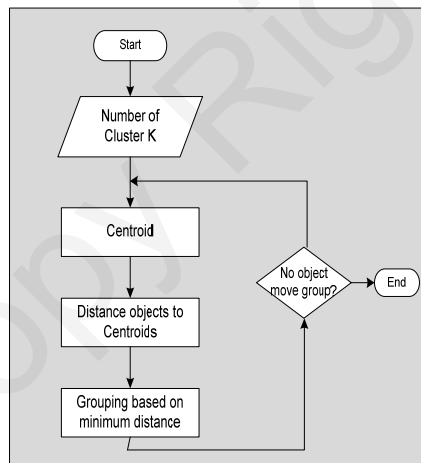 Start
Number of
Cluster K
Centroid
Distance objects to
Centroids
Grouping based on
minimum distance
No object
move group?
End